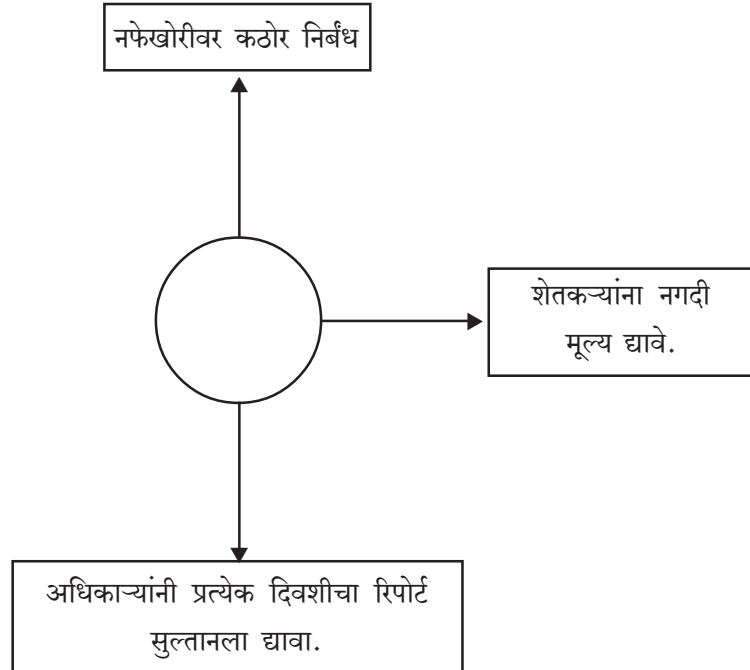 नफेखोरीवर कठोर निर्बंध
शेतकऱ्यांना नगदी
मूल्य द्यावे.
अधिकाऱ्यांनी प्रत्येक दिवशीचा रिपोर्ट
सुल्तानला द्यावा.